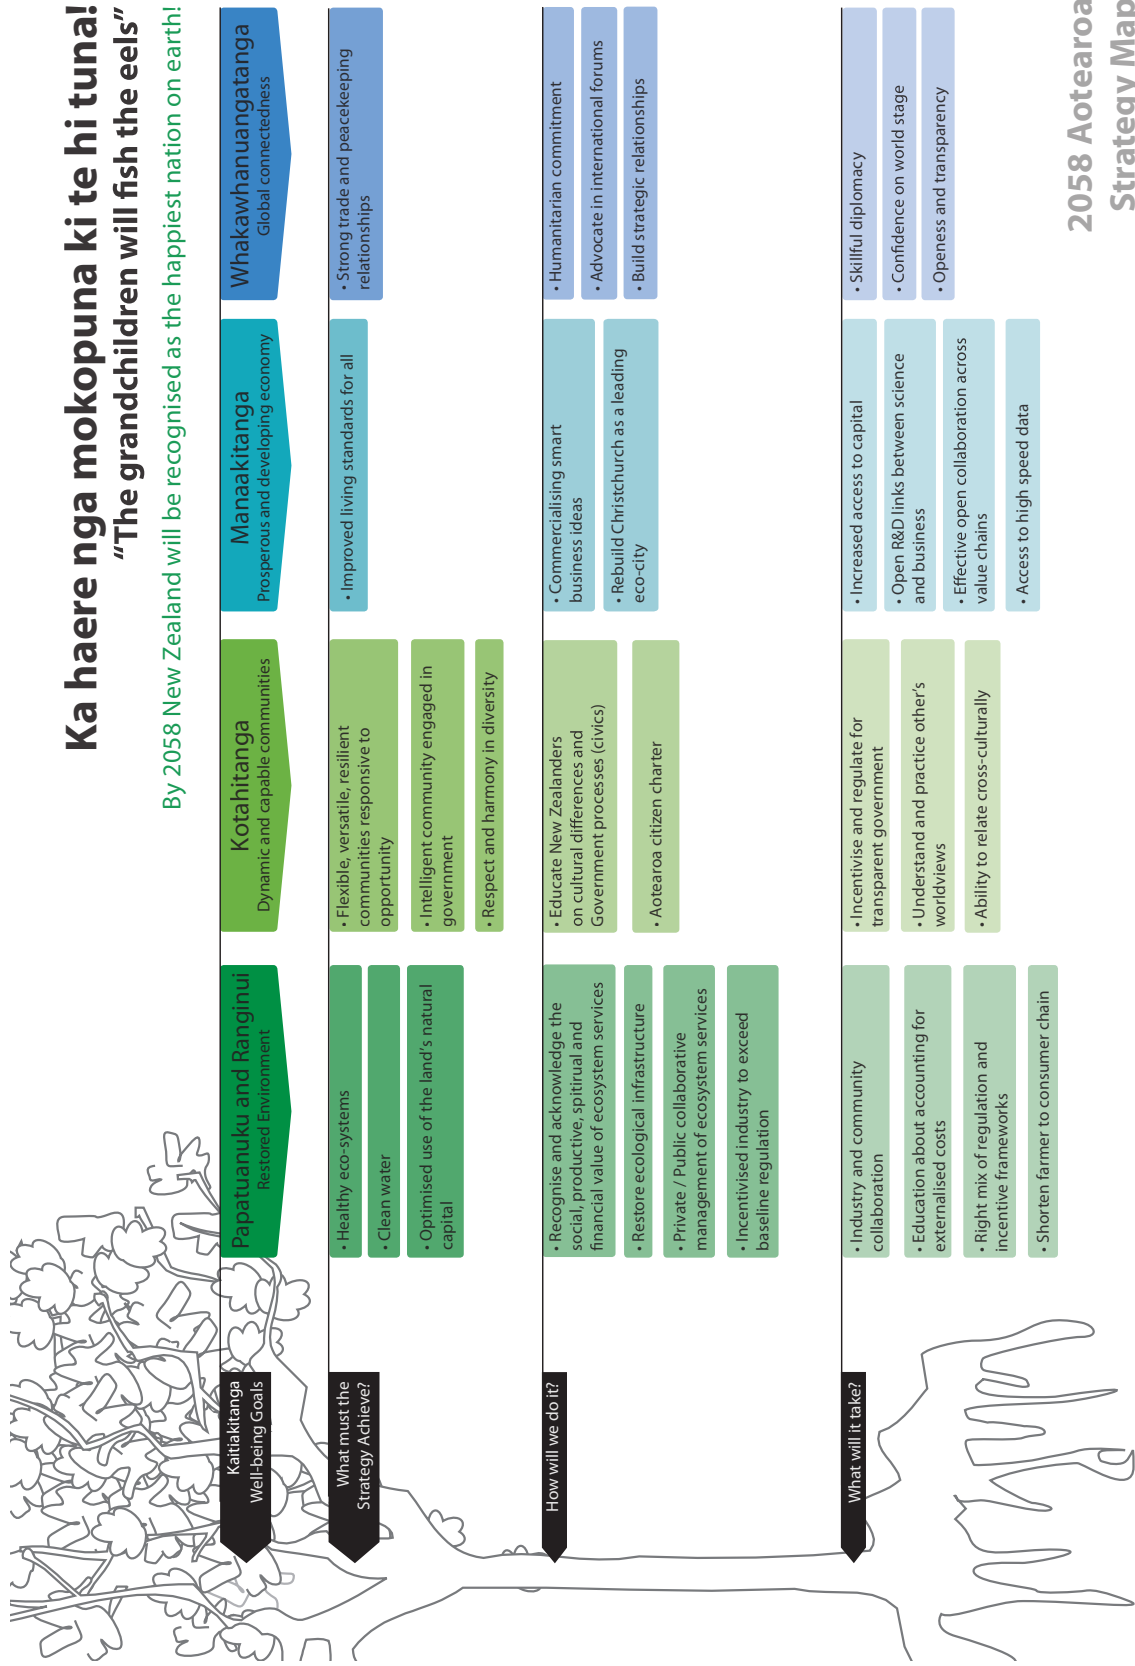 Ka haere nga mokopuna ki te hi tuna!
“The grandchildren will fish the eels”
By 2058 New Zealand will be recognised as the happiest nation on earth!
Kaitiakitanga
Well-being Goals
Papatuanuku and Ranginui
Restored Environment
Kotahitanga
Dynamic and capable communities
Manaakitanga
Prosperous and developing economy
Whakawhanuangatanga
Global connectedness
What must the
Strategy Achieve?
• Healthy eco-systems
• Clean water
• Optimised use of the land’s natural
capital
• Flexible, versatile, resilient
communities responsive to
opportunity
• Intelligent community engaged in
government
• Respect and harmony in diversity
• Improved living standards for all
• Strong trade and peacekeeping
relationships
How will we do it?
• Recognise and acknowledge the
social, productive, spitirual and
financial value of ecosystem services
• Restore ecological infrastructure
• Private / Public collaborative
management of ecosystem services
• Incentivised industry to exceed
baseline regulation
• Educate New Zealanders
on cultural differences and
Government processes (civics)
• Aotearoa citizen charter
• Commercialising smart
business ideas
• Rebuild Christchurch as a leading
eco-city
• Humanitarian commitment
• Advocate in international forums
• Build strategic relationships
What will it take?
• Industry and community
collaboration
• Education about accounting for
externalised costs
• Right mix of regulation and
incentive frameworks
• Shorten farmer to consumer chain
• Incentivise and regulate for
transparent government
• Understand and practice other’s
worldviews
• Ability to relate cross-culturally
• Increased access to capital
• Open R&D links between science
and business
• Effective open collaboration across
value chains
• Access to high speed data
• Skillful diplomacy
• Confidence on world stage
• Openess and transparency
2058 Aotearoa
Strategy Map